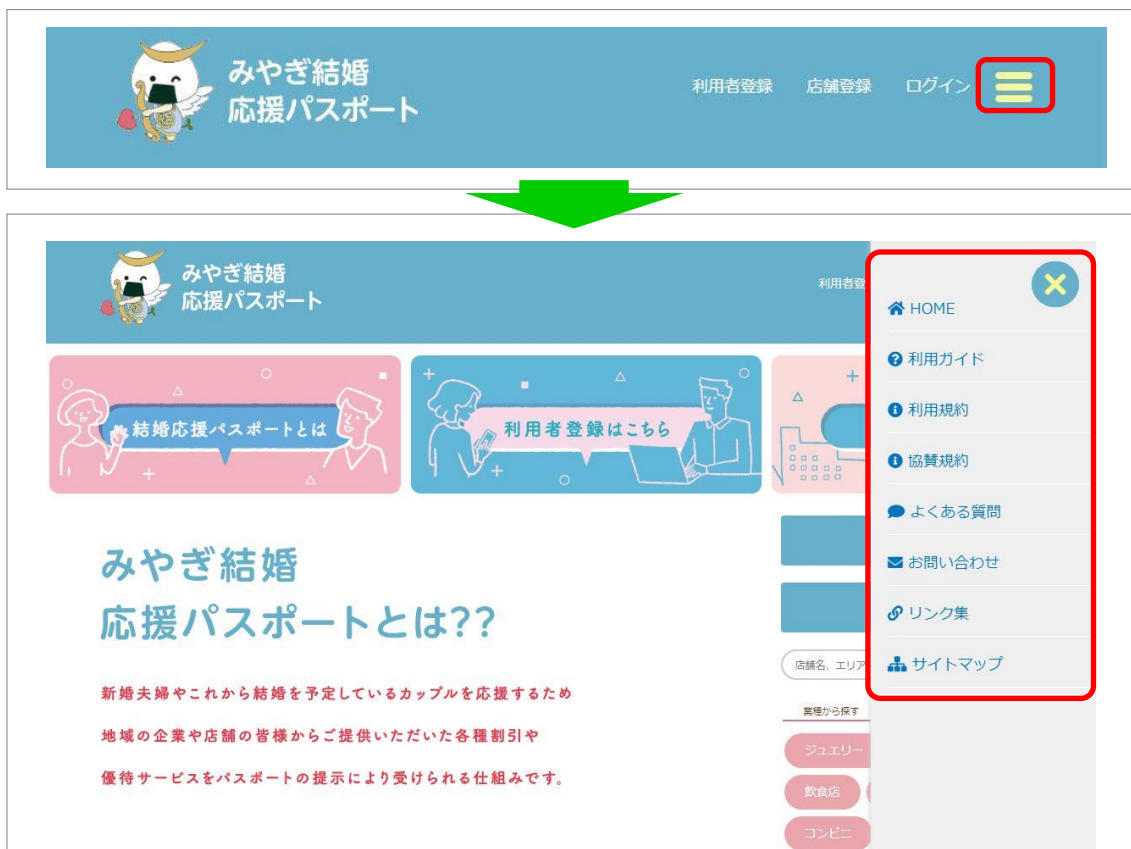 みやぎ結婚
応援パスポート
利用者登録 店舗登録 ログイン
みやぎ結婚
応援パスポート
利用者登
HOME
利用ガイド
利用規約
協賛規約
よくある質問
お問い合わせ
リンク集
サイトマップ
結婚応援パスポートとは
利用者登録はこちら
みやぎ結婚
応援パスポートとは??
新婚夫婦やこれから結婚を予定しているカップルを応援するため
地域の企業や店舗の皆様からご提供いただいた各種割引や
優待サービスをパスポートの提示により受けられる仕組みです。
店舗名、エリア
業種から探す
ジュエリー
飲食店
コンビニ